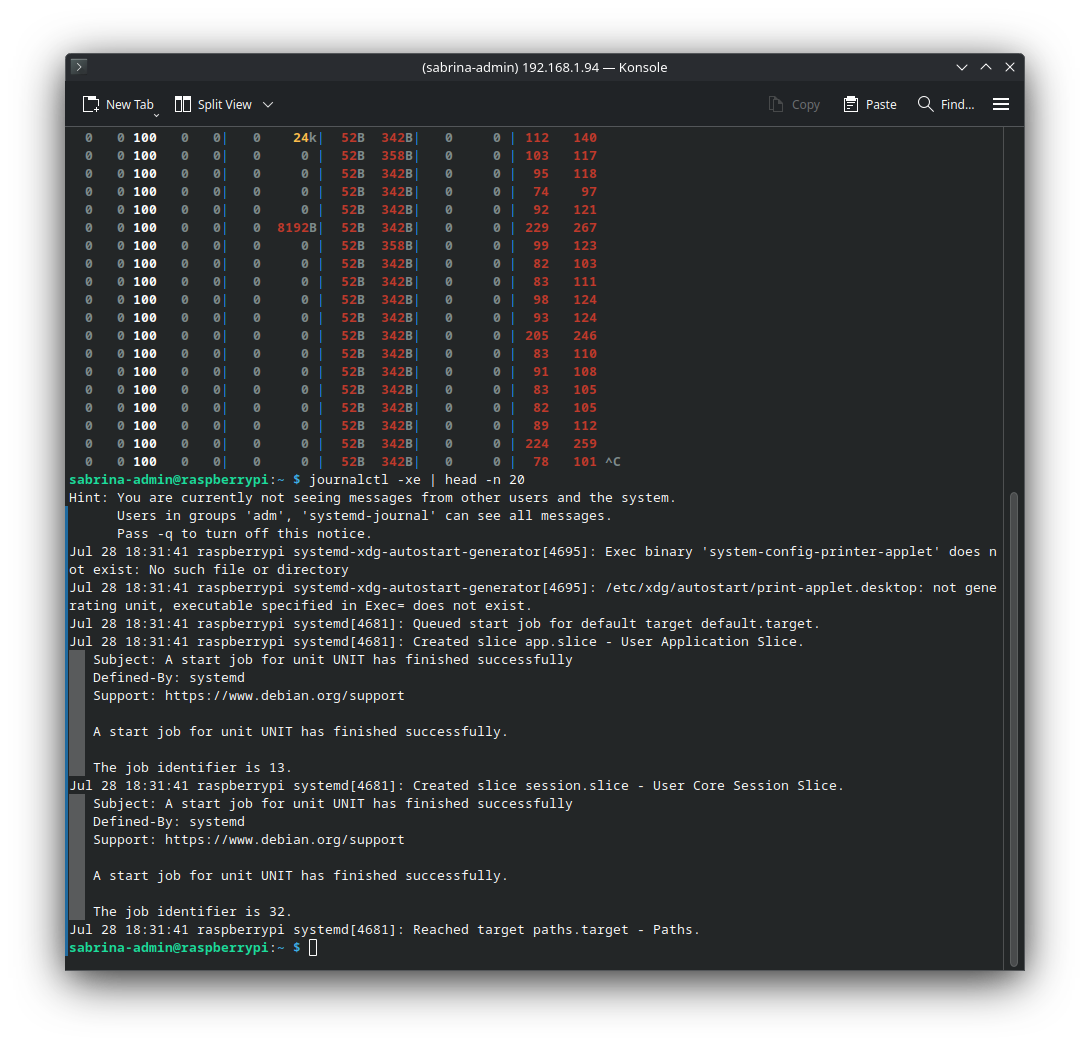 (sabrina-admin) 192.168.1.94 — Konsole
New Tab Split View Copy Paste Find...
0 0 100 0 0| 0 24k| 52B 342B| 0 0 | 112 140
0 0 100 0 0| 0 0 | 52B 358B| 0 0 | 103 117
0 0 100 0 0| 0 0 | 52B 342B| 0 0 | 95 118
0 0 100 0 0| 0 0 | 52B 342B| 0 0 | 74 97
0 0 100 0 0| 0 0 | 52B 342B| 0 0 | 92 121
0 0 100 0 0| 0 8192B| 52B 342B| 0 0 | 229 267
0 0 100 0 0| 0 0 | 52B 358B| 0 0 | 99 123
0 0 100 0 0| 0 0 | 52B 342B| 0 0 | 82 103
0 0 100 0 0| 0 0 | 52B 342B| 0 0 | 83 111
0 0 100 0 0| 0 0 | 52B 342B| 0 0 | 98 124
0 0 100 0 0| 0 0 | 52B 342B| 0 0 | 93 124
0 0 100 0 0| 0 0 | 52B 342B| 0 0 | 205 246
0 0 100 0 0| 0 0 | 52B 342B| 0 0 | 83 110
0 0 100 0 0| 0 0 | 52B 342B| 0 0 | 91 108
0 0 100 0 0| 0 0 | 52B 342B| 0 0 | 83 105
0 0 100 0 0| 0 0 | 52B 342B| 0 0 | 82 105
0 0 100 0 0| 0 0 | 52B 342B| 0 0 | 89 112
0 0 100 0 0| 0 0 | 52B 342B| 0 0 | 224 259
0 0 100 0 0| 0 0 | 52B 342B| 0 0 | 78 101 ^C
sabrina-admin@raspberrypi:~ $ journalctl -xe | head -n 20
Hint: You are currently not seeing messages from other users and the system.
Users in groups 'adm', 'systemd-journal' can see all messages.
Pass -q to turn off this notice.
Jul 28 18:31:41 raspberrypi systemd-xdg-autostart-generator[4695]: Exec binary 'system-config-printer-applet' does n
ot exist: No such file or directory
Jul 28 18:31:41 raspberrypi systemd-xdg-autostart-generator[4695]: /etc/xdg/autostart/print-applet.desktop: not gene
rating unit, executable specified in Exec= does not exist.
Jul 28 18:31:41 raspberrypi systemd[4681]: Queued start job for default target default.target.
Jul 28 18:31:41 raspberrypi systemd[4681]: Created slice app.slice - User Application Slice.
Subject: A start job for unit UNIT has finished successfully
Defined-By: systemd
Support: https://www.debian.org/support
A start job for unit UNIT has finished successfully.
The job identifier is 13.
Jul 28 18:31:41 raspberrypi systemd[4681]: Created slice session.slice - User Core Session Slice.
Subject: A start job for unit UNIT has finished successfully
Defined-By: systemd
Support: https://www.debian.org/support
A start job for unit UNIT has finished successfully.
The job identifier is 32.
Jul 28 18:31:41 raspberrypi systemd[4681]: Reached target paths.target - Paths.
sabrina-admin@raspberrypi:~ $